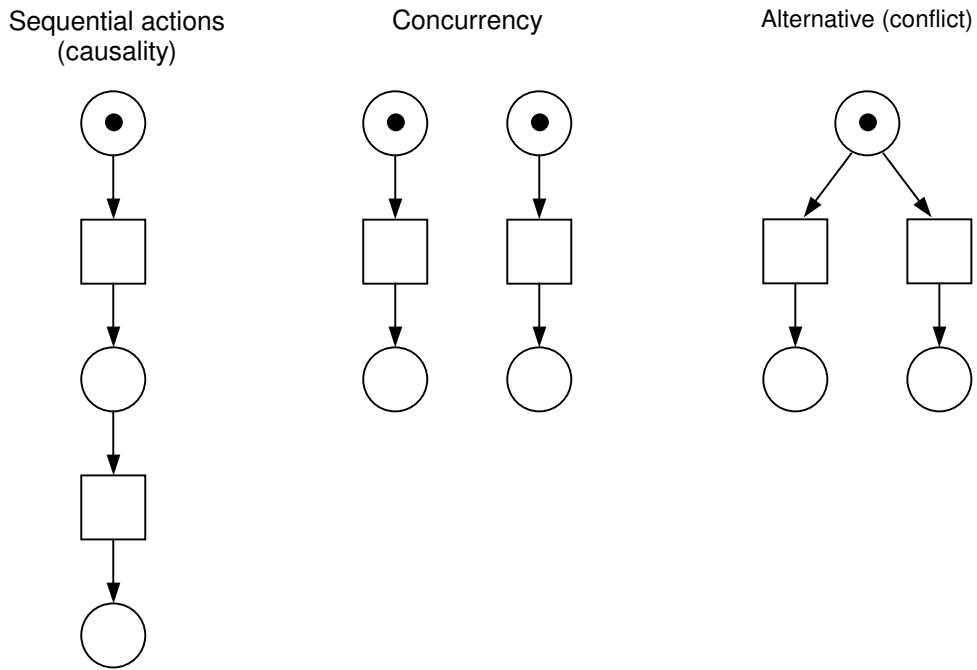 Sequential actions
(causality)
Concurrency
Alternative (conflict)